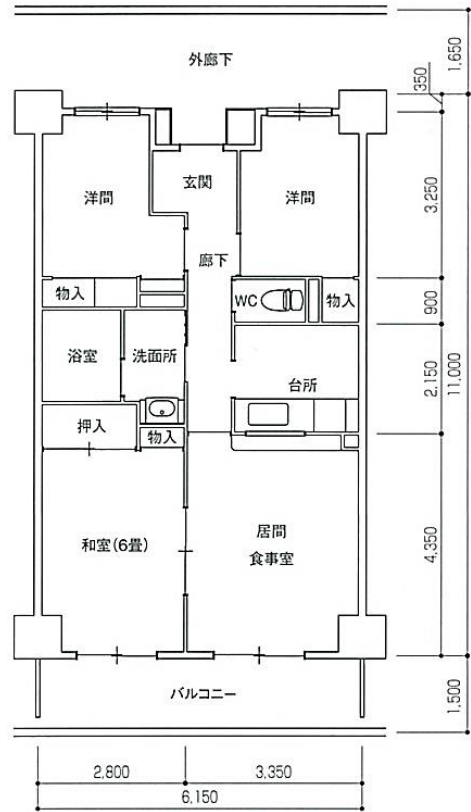 外廊下
1,650
350
玄関
洋間
洋間
3,250
廊下
物入
WC
物入
900
浴室
洗面所
台所
2,150
11,000
押入
物入
和室(6畳)
居間
食事室
4,350
バルコニー
1,500
2,800
3,350
6,150